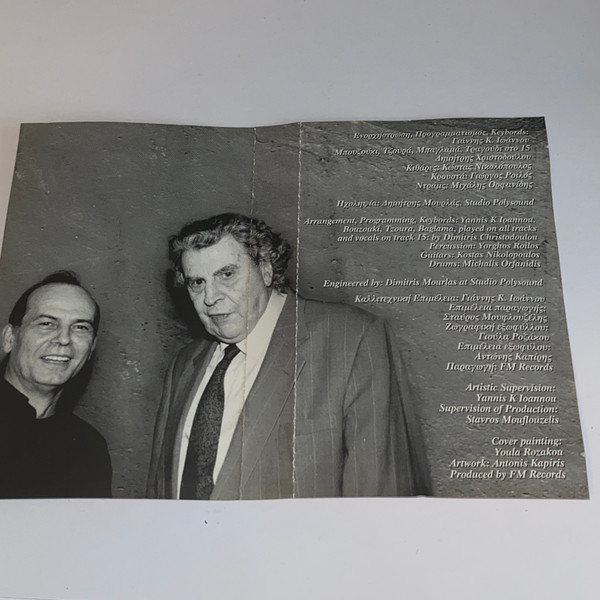 Ενορχήστρωση, Προγραμματισμός, Keybords:
Γιάννης Κ. Ιωάννου
Μπουζούκι, Τζουρά, Μπαγλαμά, Τραγούδι στο 15
Δημήτρης Χριστοδούλου
Κιθάρες: Κώστας Νικολόπουλος
Κρουστά: Γιώργος Ροΐλός
Ντραμς: Μιχάλης Ορφανίδης
Ηχοληψία: Δημήτρης Μουρλάς: Studio Polysound
Arrangement, Programming, Keybords: Yannis K Ioannou,
Bouzouki, Tzoura, Baglama, played on all tracks
and vocals on track 15: by Dimitris Christodoulou
Percussion: Yorghos Roilos
Guitars: Kostas Nikolopoulos
Drums: Michalis Orfanidis
Engineered by: Dimitris Mourlas at Studio Polysound
Καλλιτεχνική Επιμέλεια: Γιάννης Κ. Ιωάννου
Επιμέλεια παραγωγής:
Σταύρος Μουφλουζέλης
Ζωγραφική εξωφύλλου:
Γιούλα Ροζάκου
Επιμέλεια εξωφύλου:
Αντώνης Καπίρης
Παραγωγή: FM Records
Artistic Supervision:
Yannis K Ioannou
Supervision of Production:
Stavros Mouflouzelis
Cover painting:
Youla Rozakou
Artwork: Antonis Kapiris
Produced by FM Records